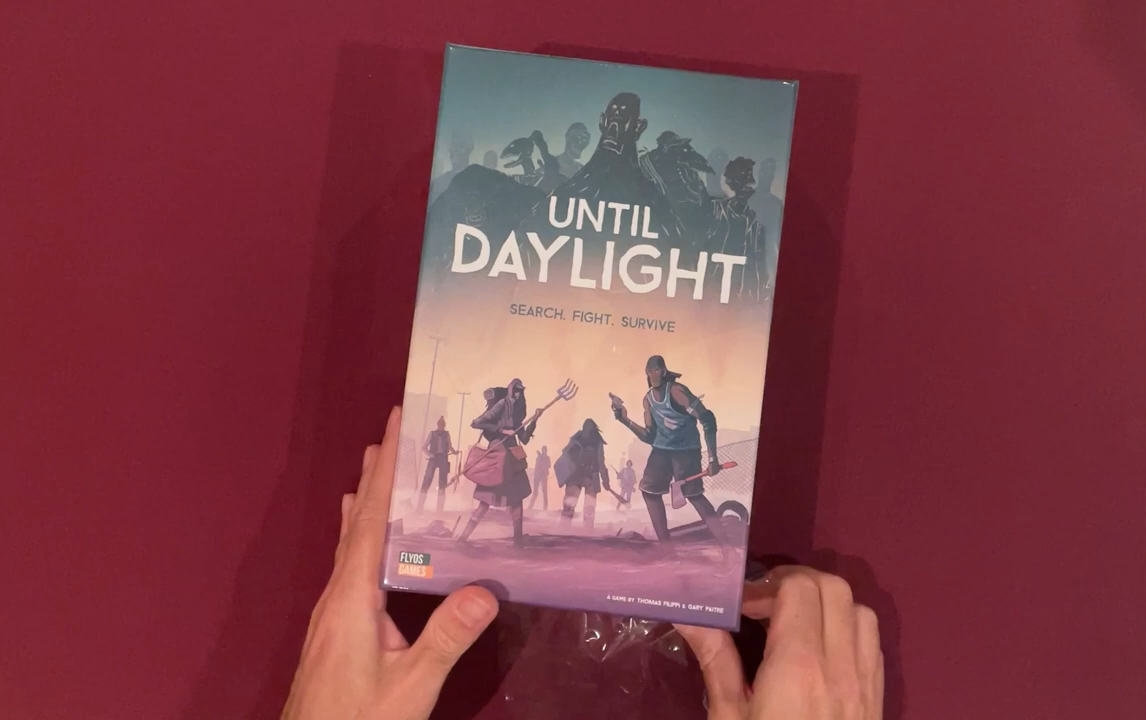 UNTIL
DAYLIGHT
SEARCH. FIGHT. SURVIVE
FLYOS
GAMES
A GAME BY THOMAS FILIPPI & GARY PAITRE